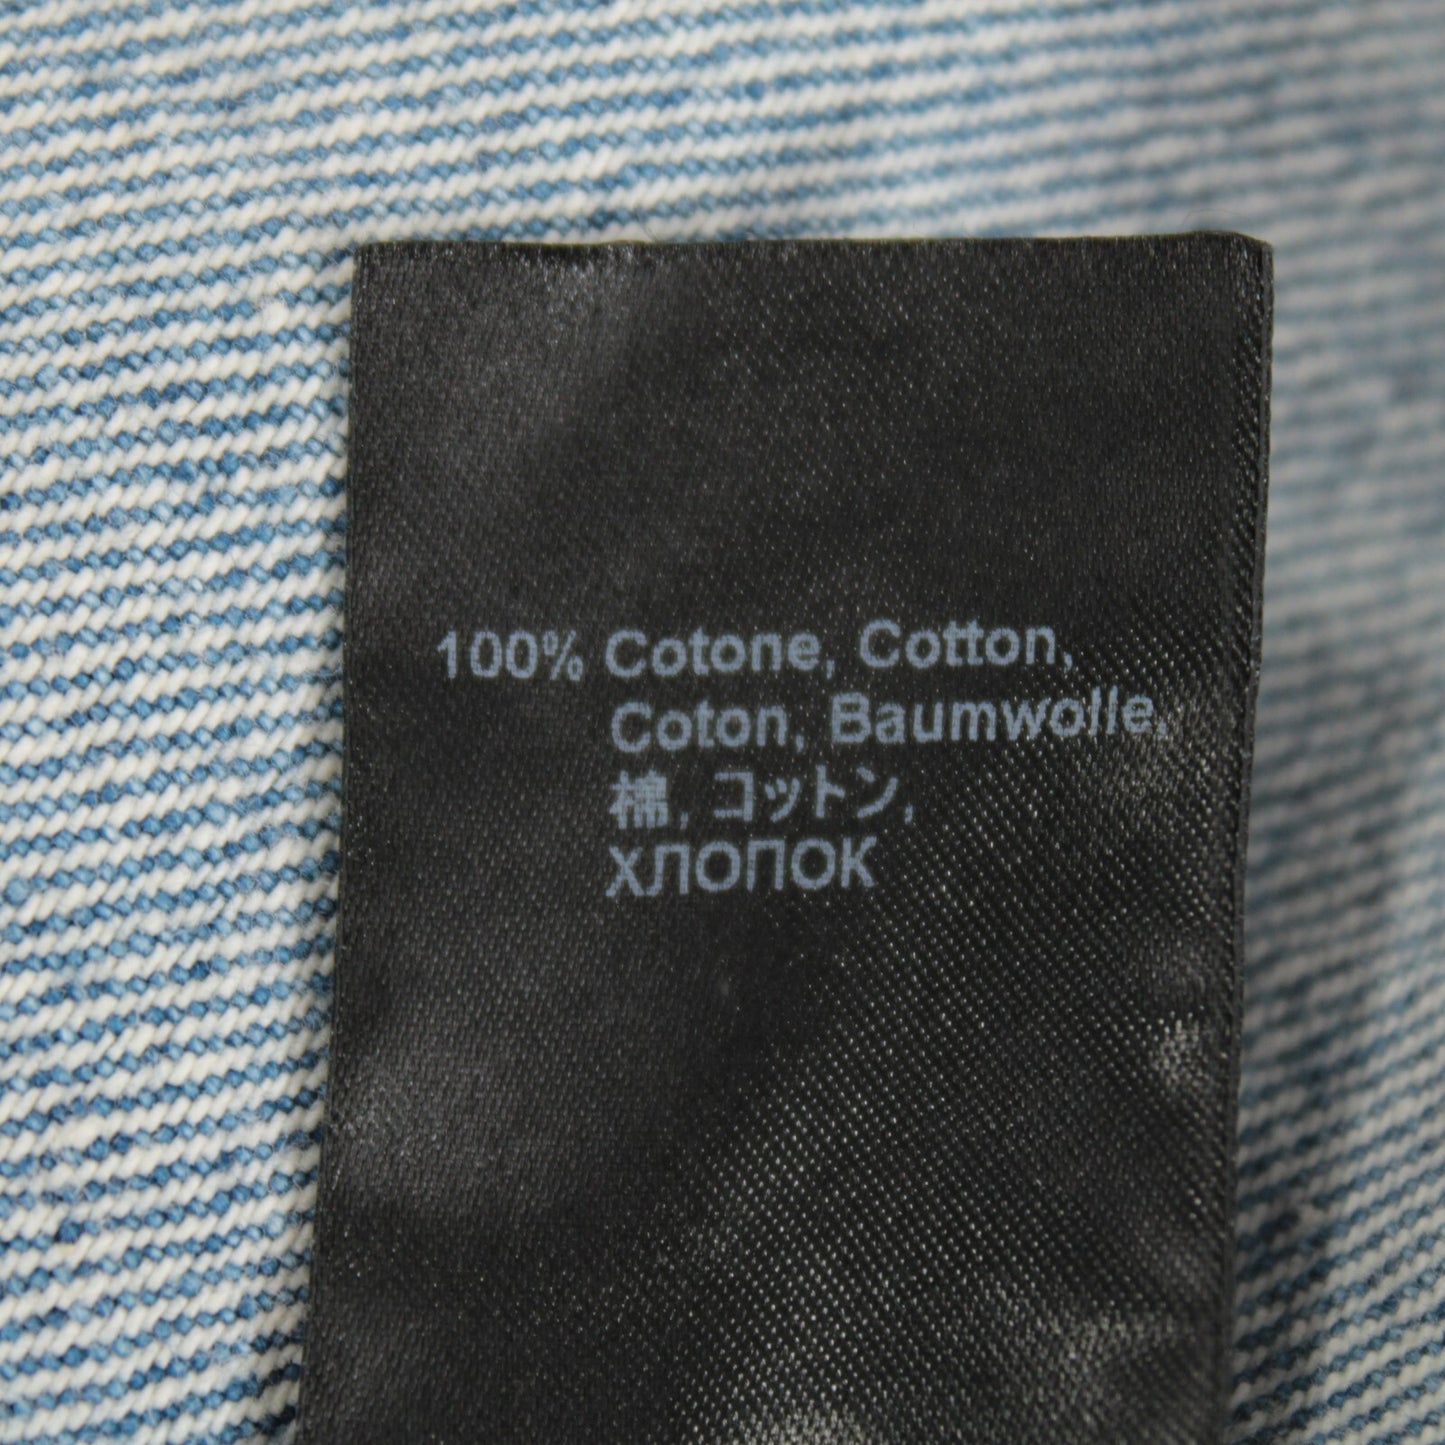 100% Cotone, Cotton,
Coton, Baumwolle,
棉, コットン,
ХЛОПОК